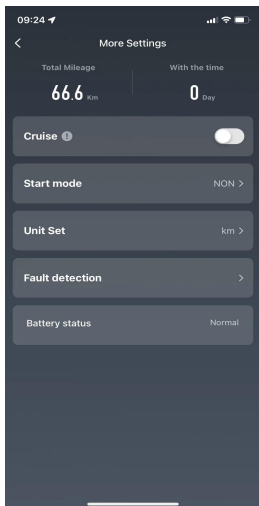 09:24
More Settings
Total Mileage With the time
66.6 Km 0 Day
Cruise
Start mode NON >
Unit Set km >
Fault detection >
Battery status Normal